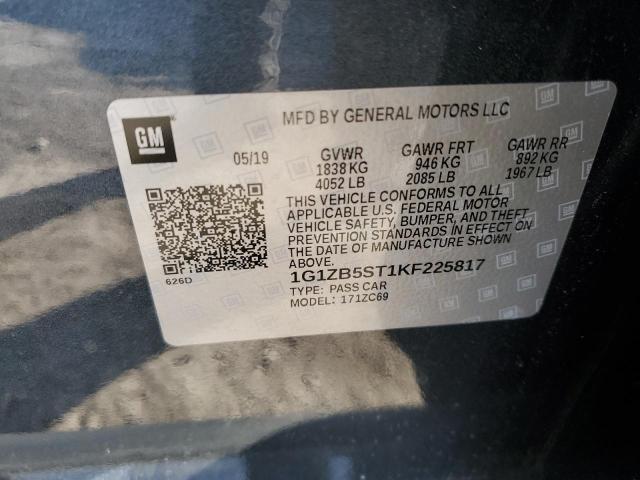 MFD BY GENERAL MOTORS LLC
GM
05/19
GVWR
1838 KG
4052 LB
GAWR FRT
946 KG
2085 LB
GAWR RR
892 KG
1967 LB
THIS VEHICLE CONFORMS TO ALL
APPLICABLE U.S. FEDERAL MOTOR
VEHICLE SAFETY, BUMPER, AND THEFT
PREVENTION STANDARDS IN EFFECT ON
THE DATE OF MANUFACTURE SHOWN
ABOVE.
626D
1G1ZB5ST1KF225817
TYPE: PASS CAR
MODEL: 171ZC69